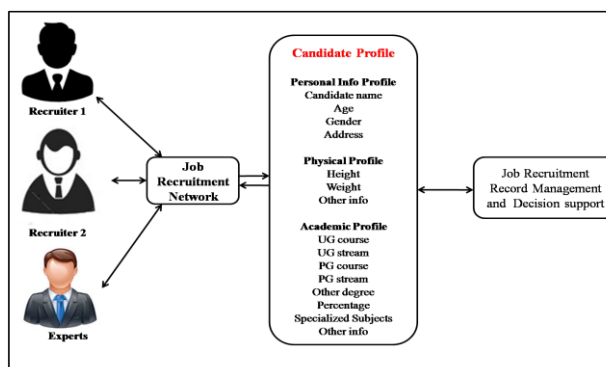 Recruiter 1
Recruiter 2
Experts
Job
Recruitment
Network
Candidate Profile
Personal Info Profile
Candidate name
Age
Gender
Address
Physical Profile
Height
Weight
Other info
Academic Profile
UG course
UG stream
PG course
PG stream
Other degree
Percentage
Specialized Subjects
Other info
Job Recruitment
Record Management
and Decision support